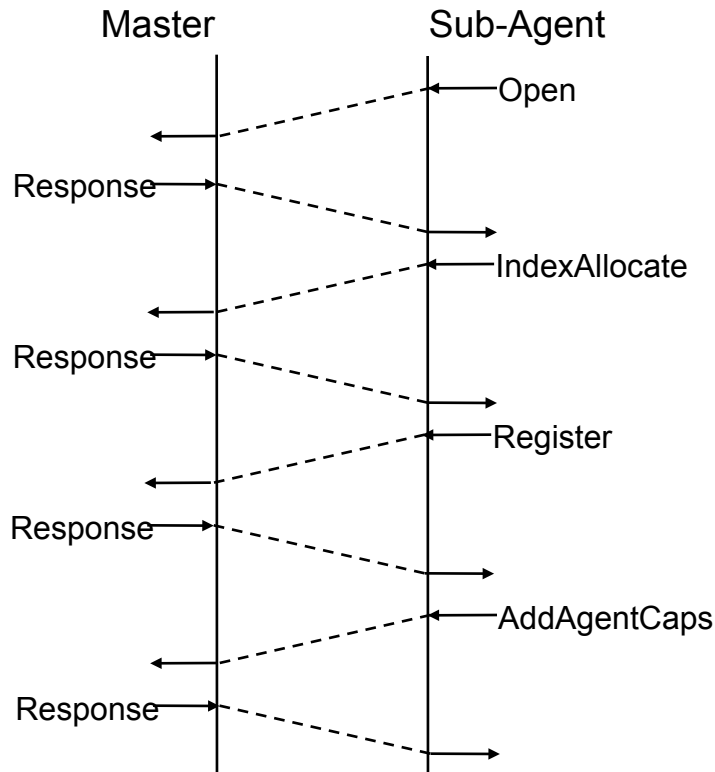 Master
Sub-Agent
Open
Response
IndexAllocate
Response
Register
Response
AddAgentCaps
Response